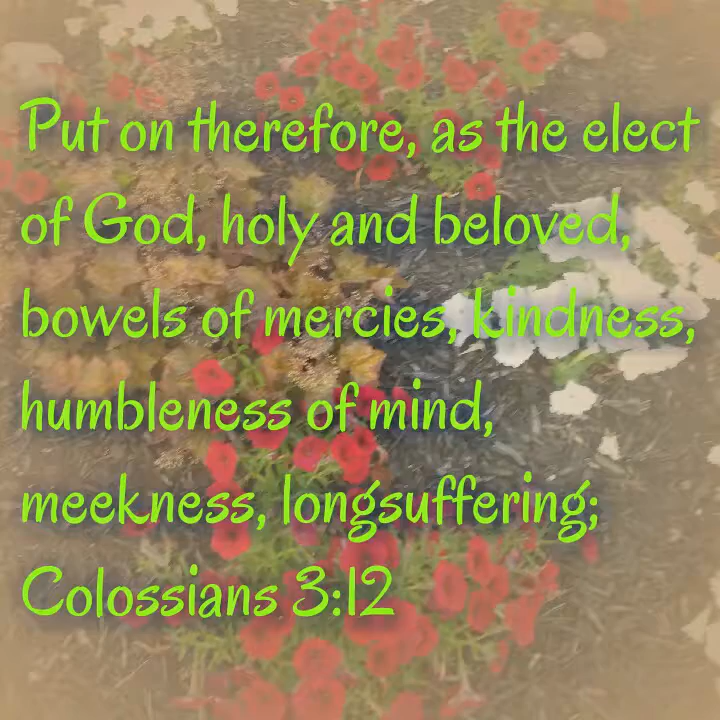 Put on therefore, as the elect
of God, holy and beloved,
bowels of mercies, kindness,
humbleness of mind,
meekness, longsuffering;
Colossians 3:12